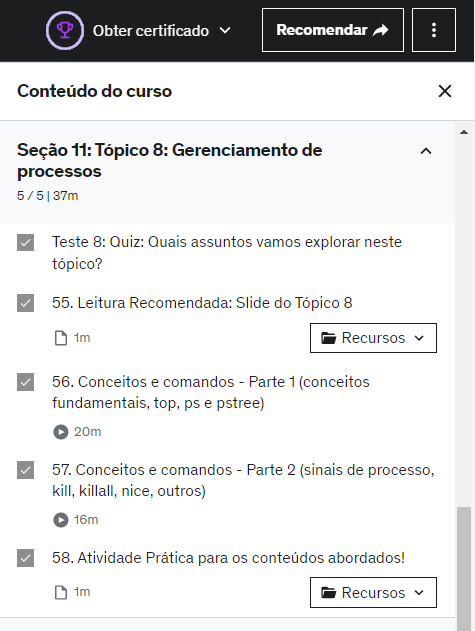 Obter certificado
Recomendar
Conteúdo do curso
Seção 11: Tópico 8: Gerenciamento de
processos
5 / 5 | 37m
Teste 8: Quiz: Quais assuntos vamos explorar neste
tópico?
55. Leitura Recomendada: Slide do Tópico 8
1m
Recursos
56. Conceitos e comandos - Parte 1 (conceitos
fundamentais, top, ps e pstree)
20m
57. Conceitos e comandos - Parte 2 (sinais de processo,
kill, killall, nice, outros)
16m
58. Atividade Prática para os conteúdos abordados!
1m
Recursos